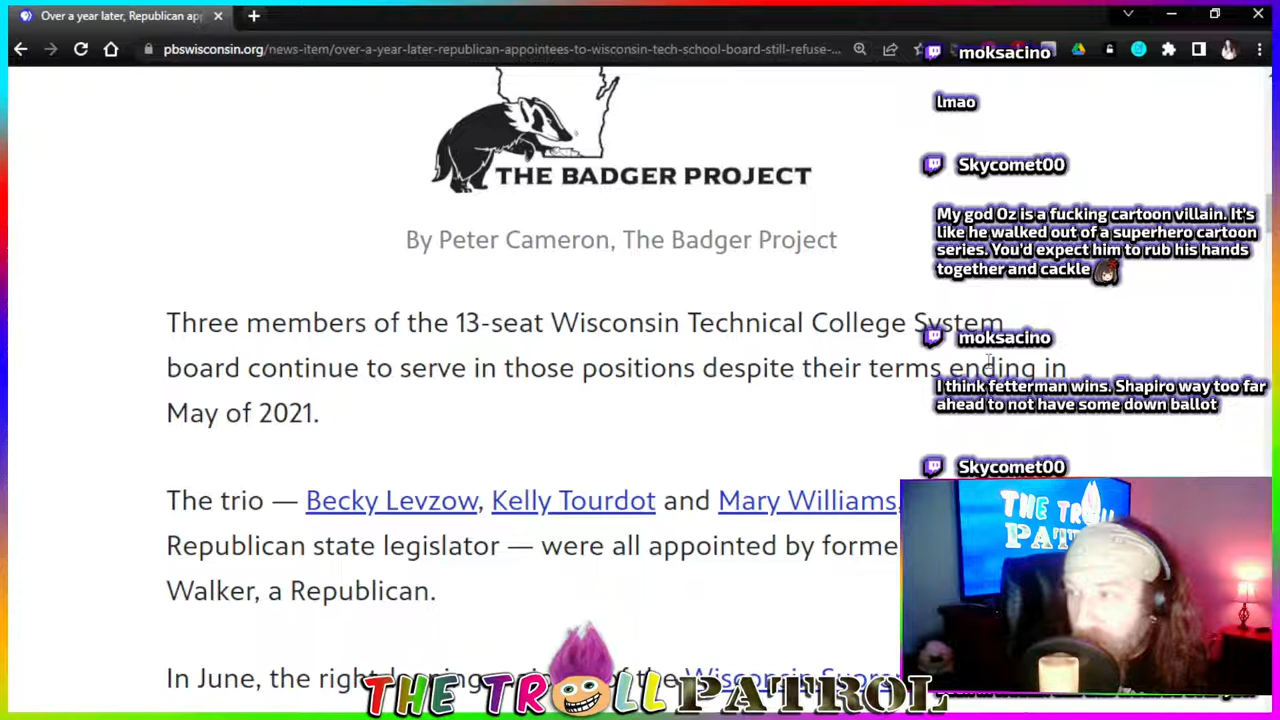 Over a year later, Republican ap
pbswisconsin.org/news-item/over-a-year-later-republican-appointees-to-wisconsin-tech-school-board-still-refuse-...
THE BADGER PROJECT
By Peter Cameron, The Badger Project
Three members of the 13-seat Wisconsin Technical College System
board continue to serve in those positions despite their terms ending in
May of 2021.
The trio — Becky Levzow, Kelly Tourdot and Mary Williams,
Republican state legislator — were all appointed by forme
Walker, a Republican.
In June, the right of the Wisconsin
moksacino
lmao
Skycomet00
My god Oz is a fucking cartoon villain. It's
like he walked out of a superhero cartoon
series. You'd expect him to rub his hands
together and cackle
moksacino
I think fetterman wins. Shapiro way too far
ahead to not have some down ballot
Skycomet00
THE TROLL
PAT
THE TROLL PATROL